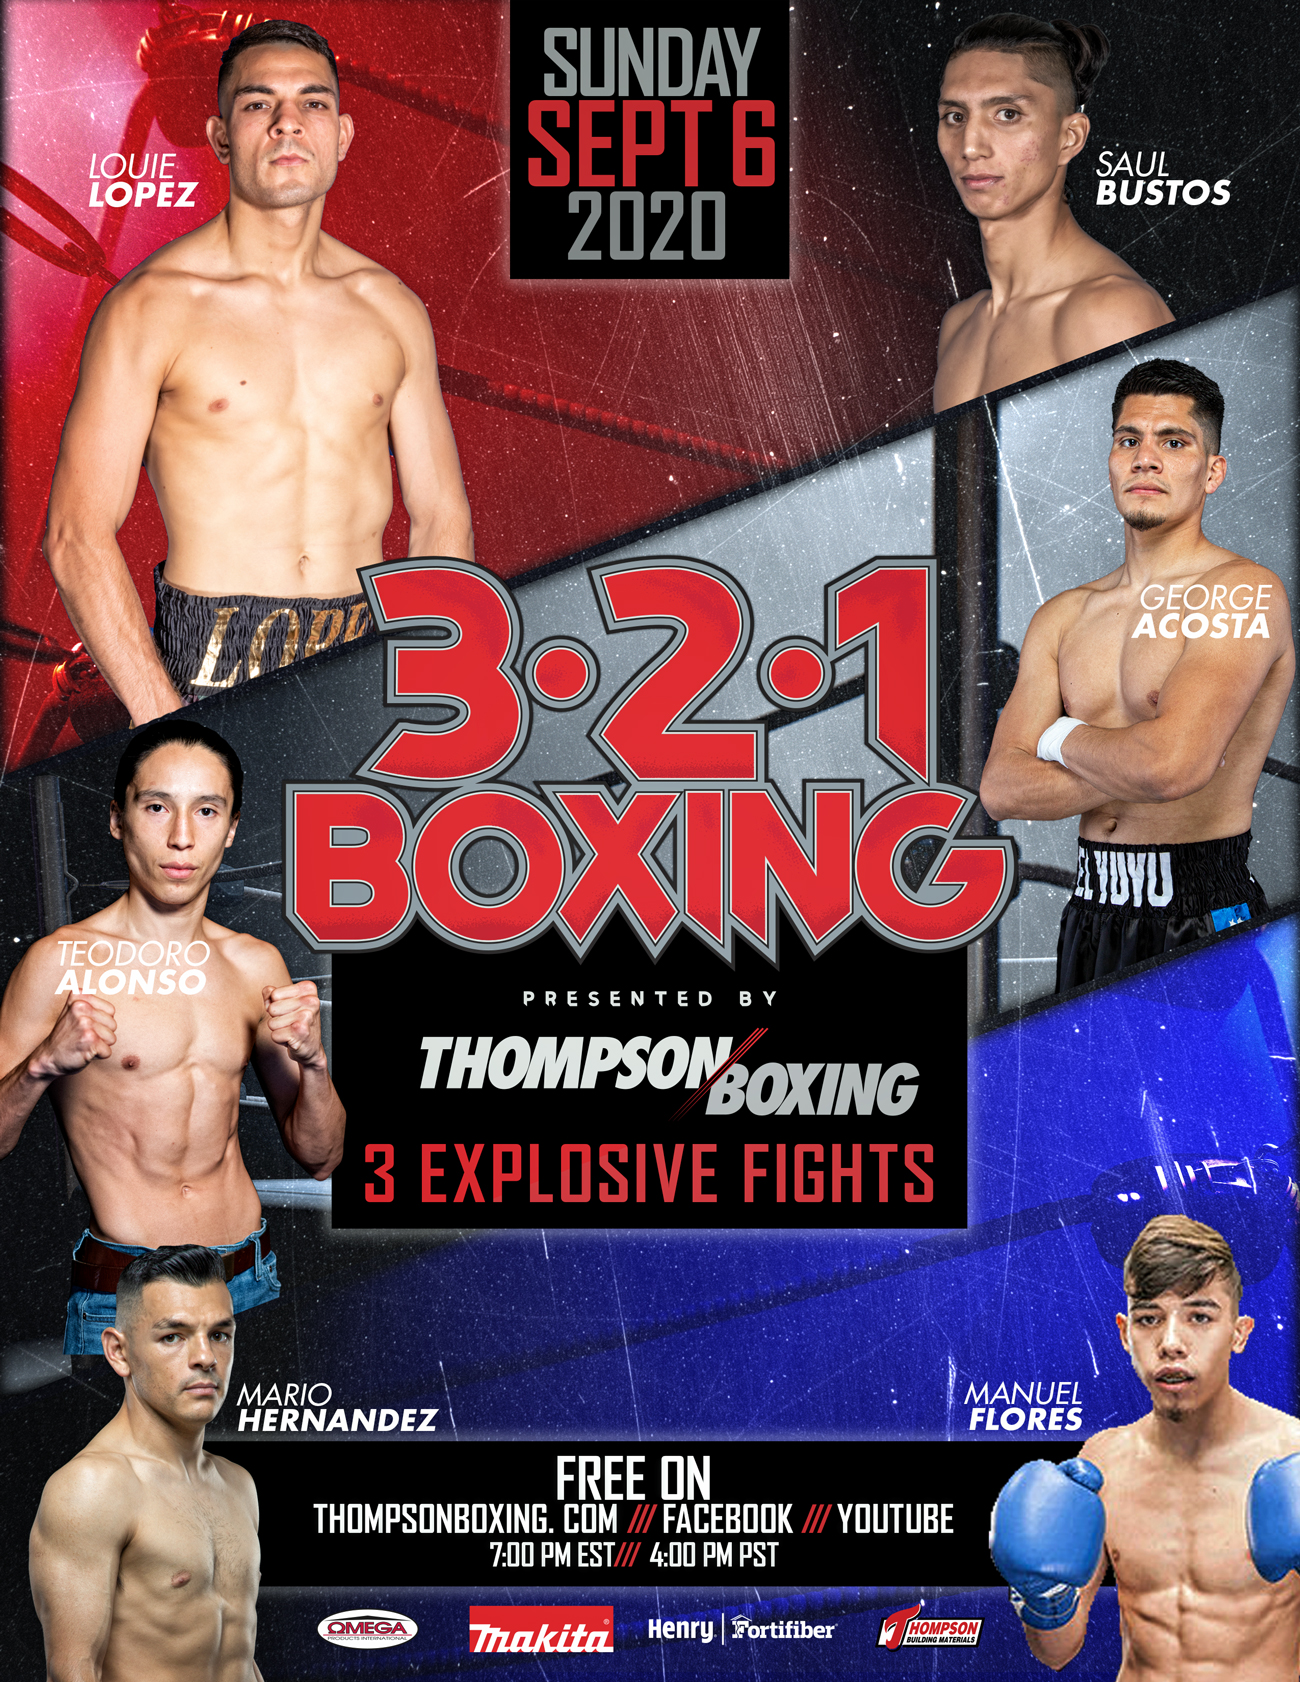 SUNDAY
SEPT 6
2020
LOUIE
LOPEZ
SAUL
BUSTOS
GEORGE
ACOSTA
3·2·1
BOXING
TEODORO
ALONSO
PRESENTED BY
THOMPSON
BOXING
3 EXPLOSIVE FIGHTS
MARIO
HERNANDEZ
MANUEL
FLORES
FREE ON
THOMPSONBOXING. COM /// FACEBOOK /// YOUTUBE
7:00 PM EST/// 4:00 PM PST
OMEGA
PRODUCTS INTERNATIONAL
Makita®
Henry | Fortifiber
THOMPSON
BUILDING MATERIALS